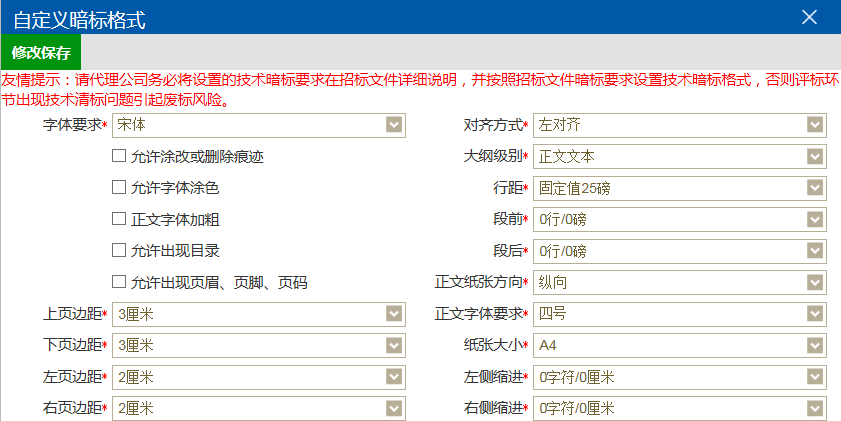 自定义暗标格式
修改保存
友情提示：请代理公司务必将设置的技术暗标要求在招标文件详细说明，并按照招标文件暗标要求设置技术暗标格式，否则评标环
节出现技术清标问题引起废标风险。
字体要求* 宋体 对齐方式* 左对齐
允许涂改或删除痕迹 大纲级别* 正文文本
允许字体涂色 行距* 固定值25磅
正文字体加粗 段前* 0行/0磅
允许出现目录 段后* 0行/0磅
允许出现页眉、页脚、页码 正文纸张方向* 纵向
上页边距* 3厘米 正文字体要求* 四号
下页边距* 3厘米 纸张大小* A4
左页边距* 2厘米 左侧缩进* 0字符/0厘米
右页边距* 2厘米 右侧缩进* 0字符/0厘米